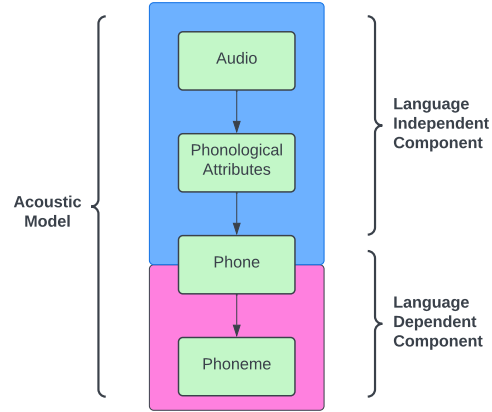 Audio
Phonological
Attributes
Phone
Phoneme
Acoustic
Model
Language
Independent
Component
Language
Dependent
Component